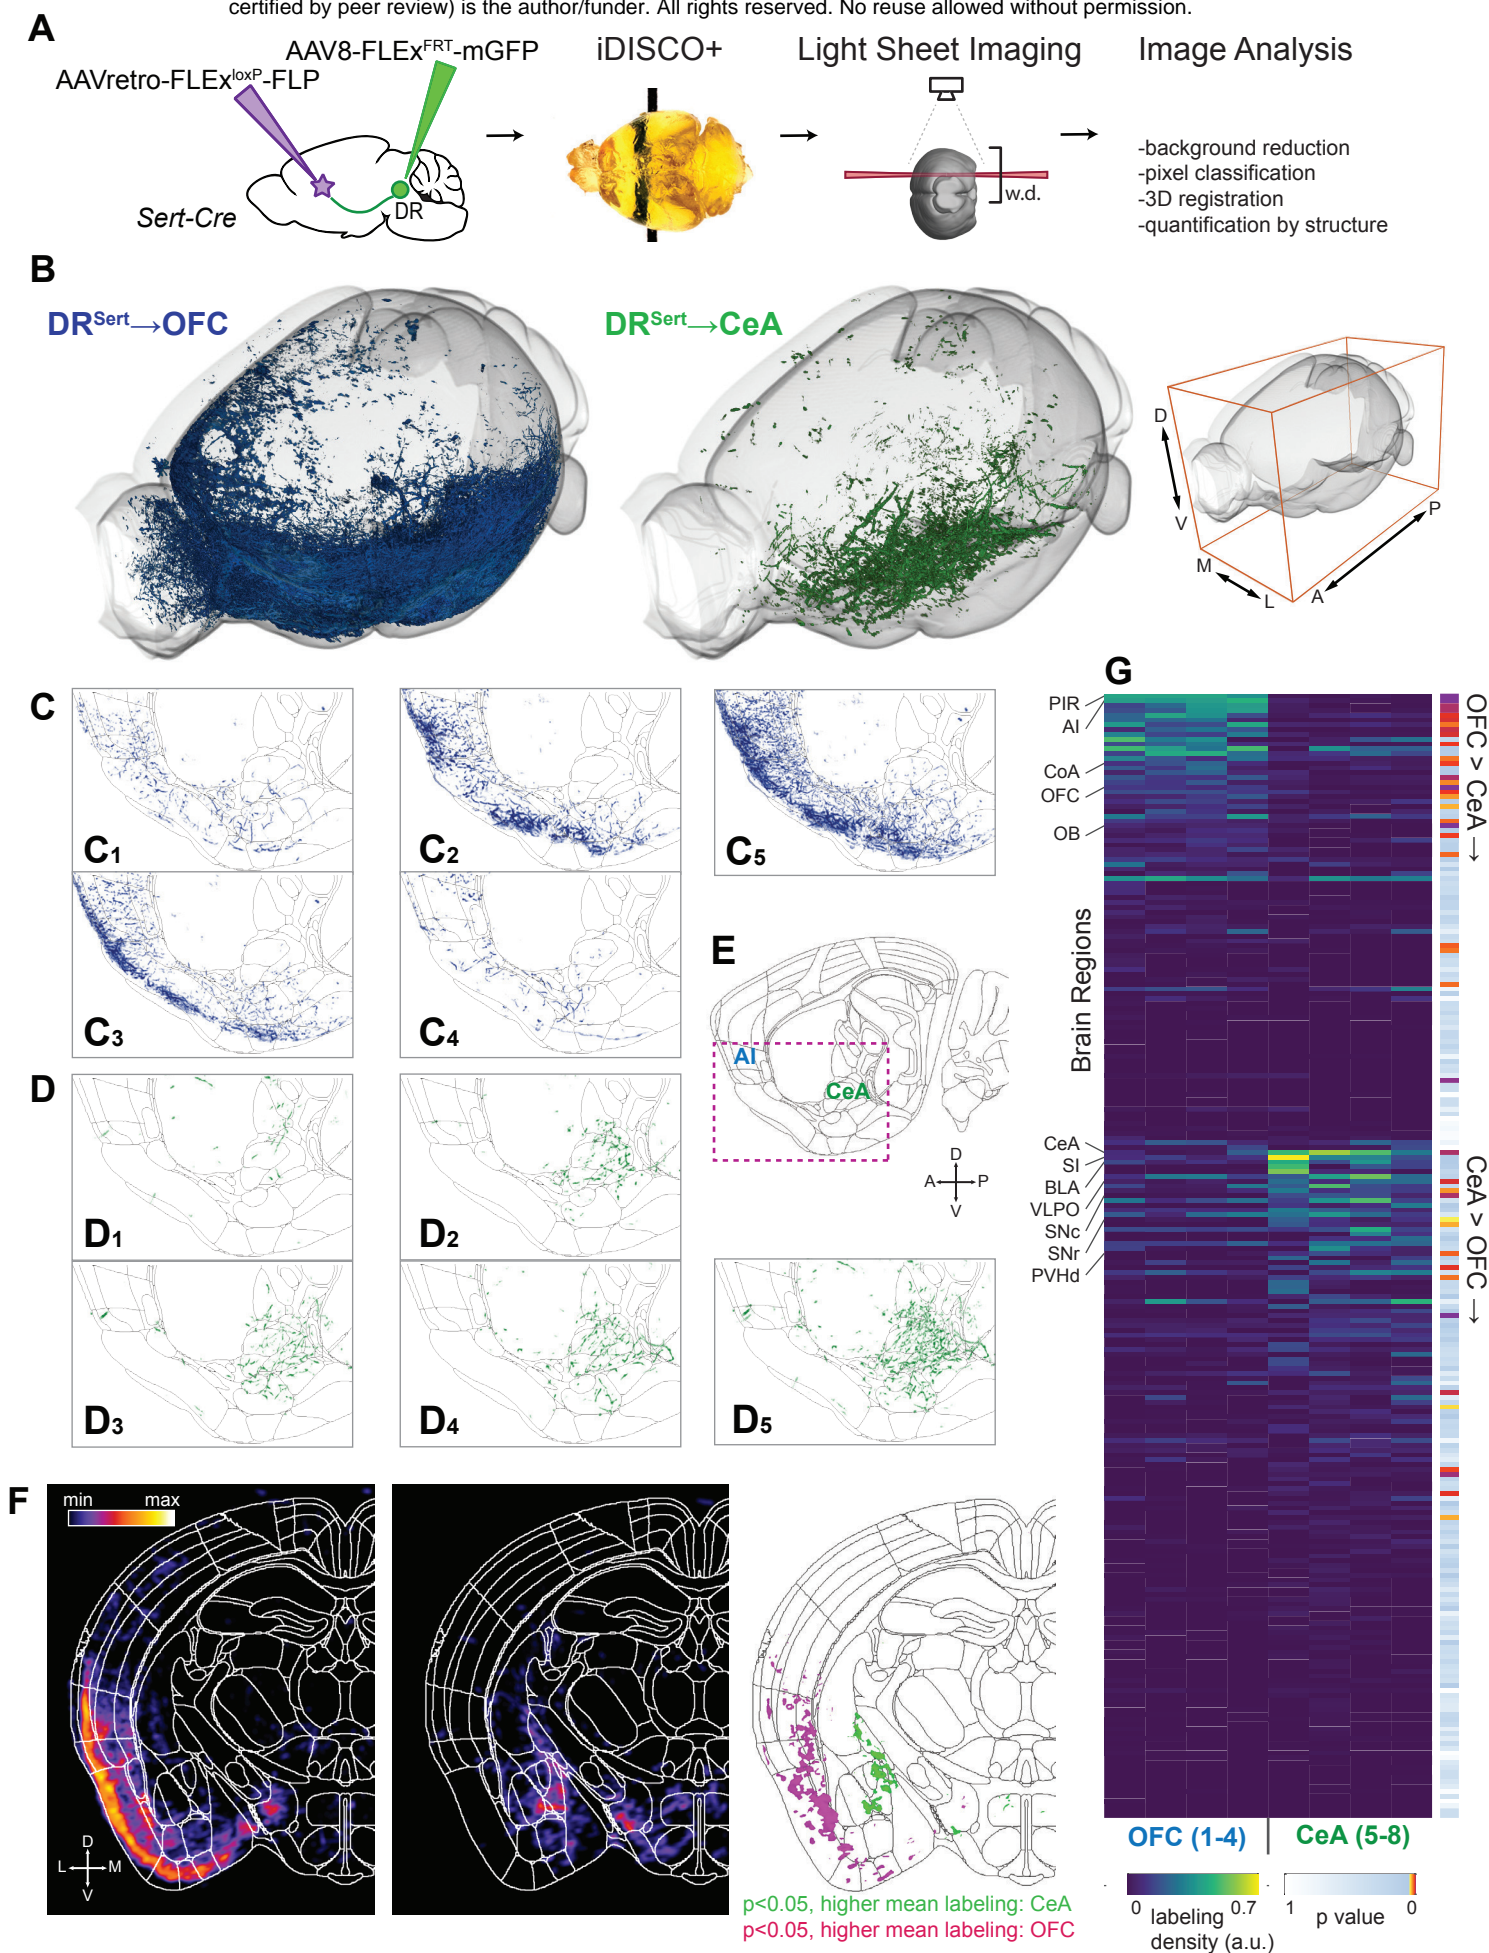 certified by peer review) is the author/funder. All rights reserved. No reuse allowed without permission.
A
AAV8-FLExFRT-mGFP
AAVretro-FLExloxP-FLP
DR
Sert-Cre
iDISCO+
Light Sheet Imaging
w.d.
Image Analysis
-background reduction
-pixel classification
-3D registration
-quantification by structure
B
DRSert→OFC
DRSert→CeA
D
V
M
L
A
P
C
C1
C2
C5
C3
C4
D
D1
D2
D3
D4
D5
E
AI
CeA
D
A
P
V
F
min
max
D
L
M
V
p<0.05, higher mean labeling: CeA
p<0.05, higher mean labeling: OFC
G
PIR
AI
CoA
OFC
OB
Brain Regions
CeA
SI
BLA
VLPO
SNc
SNr
PVHd
OFC > CeA →
CeA > OFC →
OFC (1-4)
CeA (5-8)
0
0.7
labeling
density (a.u.)
1
0
p value